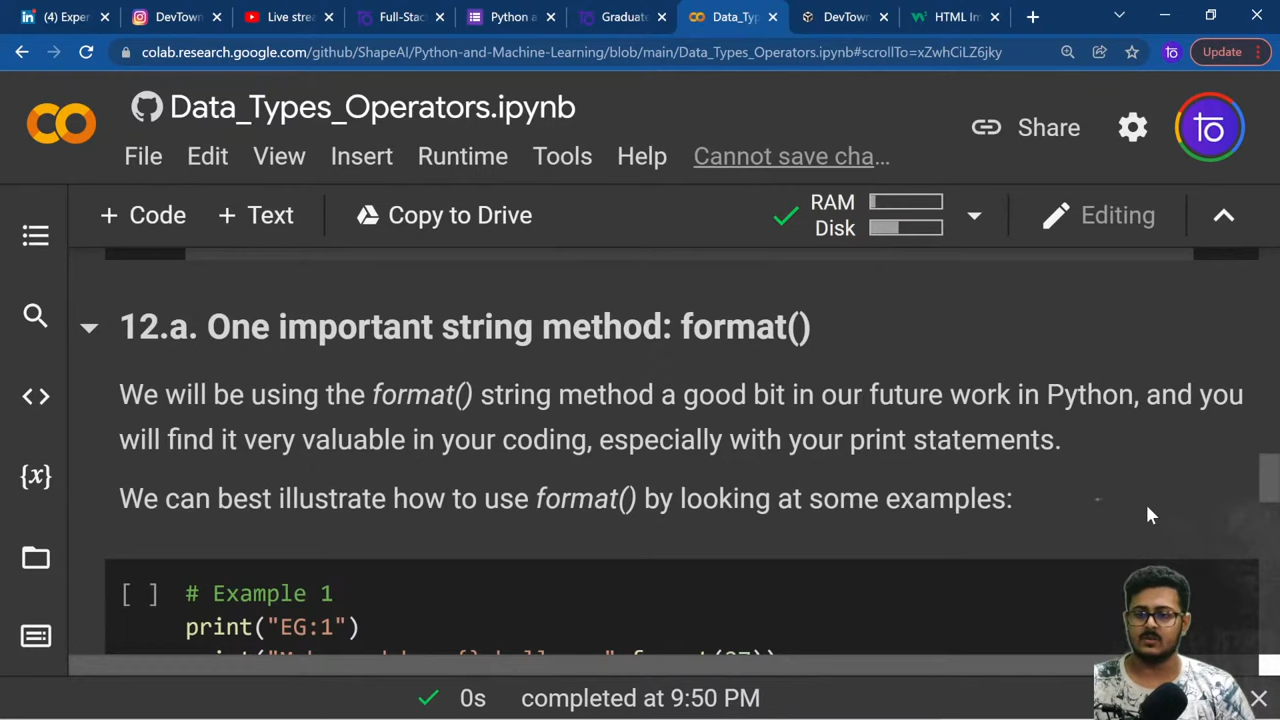 (4) Exper
DevTown
Live stre
Full-Stack
Python a
Graduate
Data_Typ
DevTown
HTML Im
colab.research.google.com/github/ShapeAI/Python-and-Machine-Learning/blob/main/Data_Types_Operators.ipynb#scrollTo=xZwhCiLZ6jky
Update
Data_Types_Operators.ipynb
Share
File Edit View Insert Runtime Tools Help Cannot save cha...
+ Code + Text Copy to Drive
RAM
Disk
Editing
12.a. One important string method: format()
We will be using the format() string method a good bit in our future work in Python, and you
will find it very valuable in your coding, especially with your print statements.
We can best illustrate how to use format() by looking at some examples:
[ ] # Example 1
print("EG:1")
0s completed at 9:50 PM